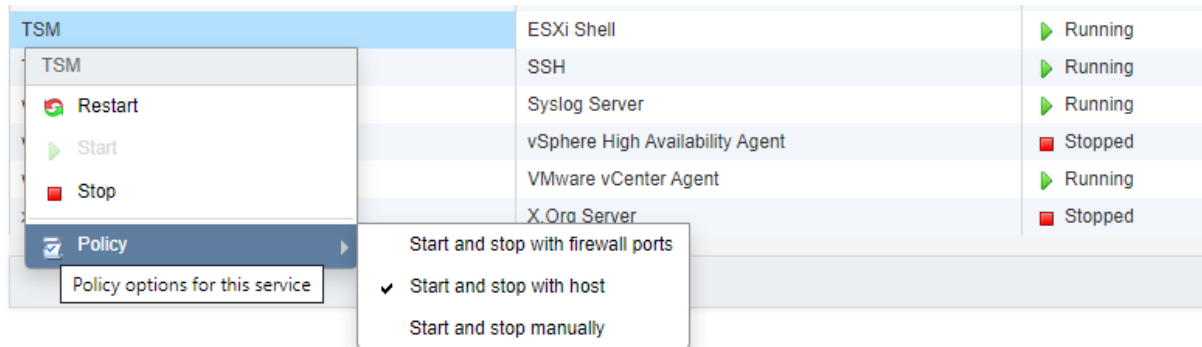 TSM ESXi Shell Running
TSM SSH Running
Restart Syslog Server Running
Start vSphere High Availability Agent Stopped
Stop VMware vCenter Agent Running
X.Org Server Stopped
Policy Start and stop with firewall ports
Policy options for this service Start and stop with host
Start and stop manually